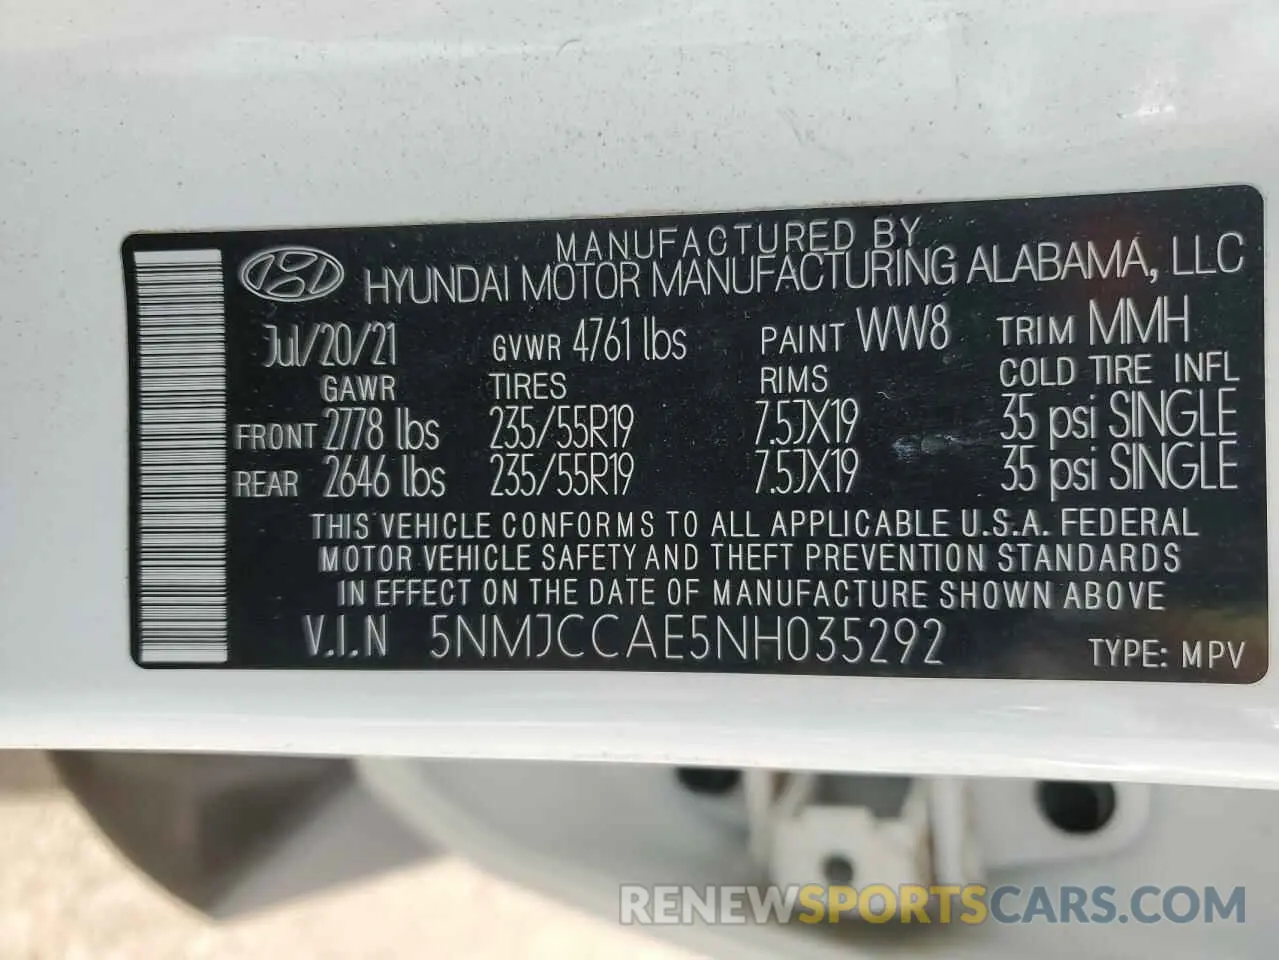 MANUFACTURED BY
HYUNDAI MOTOR MANUFACTURING ALABAMA, LLC
Jul/20/21 GVWR 4761 lbs PAINT WW8 TRIM MMH
GAWR TIRES RIMS COLD TIRE INFL
FRONT 2778 lbs 235/55R19 7.5JX19 35 psi SINGLE
REAR 2646 lbs 235/55R19 7.5JX19 35 psi SINGLE
THIS VEHICLE CONFORMS TO ALL APPLICABLE U.S.A. FEDERAL
MOTOR VEHICLE SAFETY AND THEFT PREVENTION STANDARDS
IN EFFECT ON THE DATE OF MANUFACTURE SHOWN ABOVE
V.I.N 5NMJCCAE5NH035292 TYPE: MPV
RENEWSPORTSCARS.COM